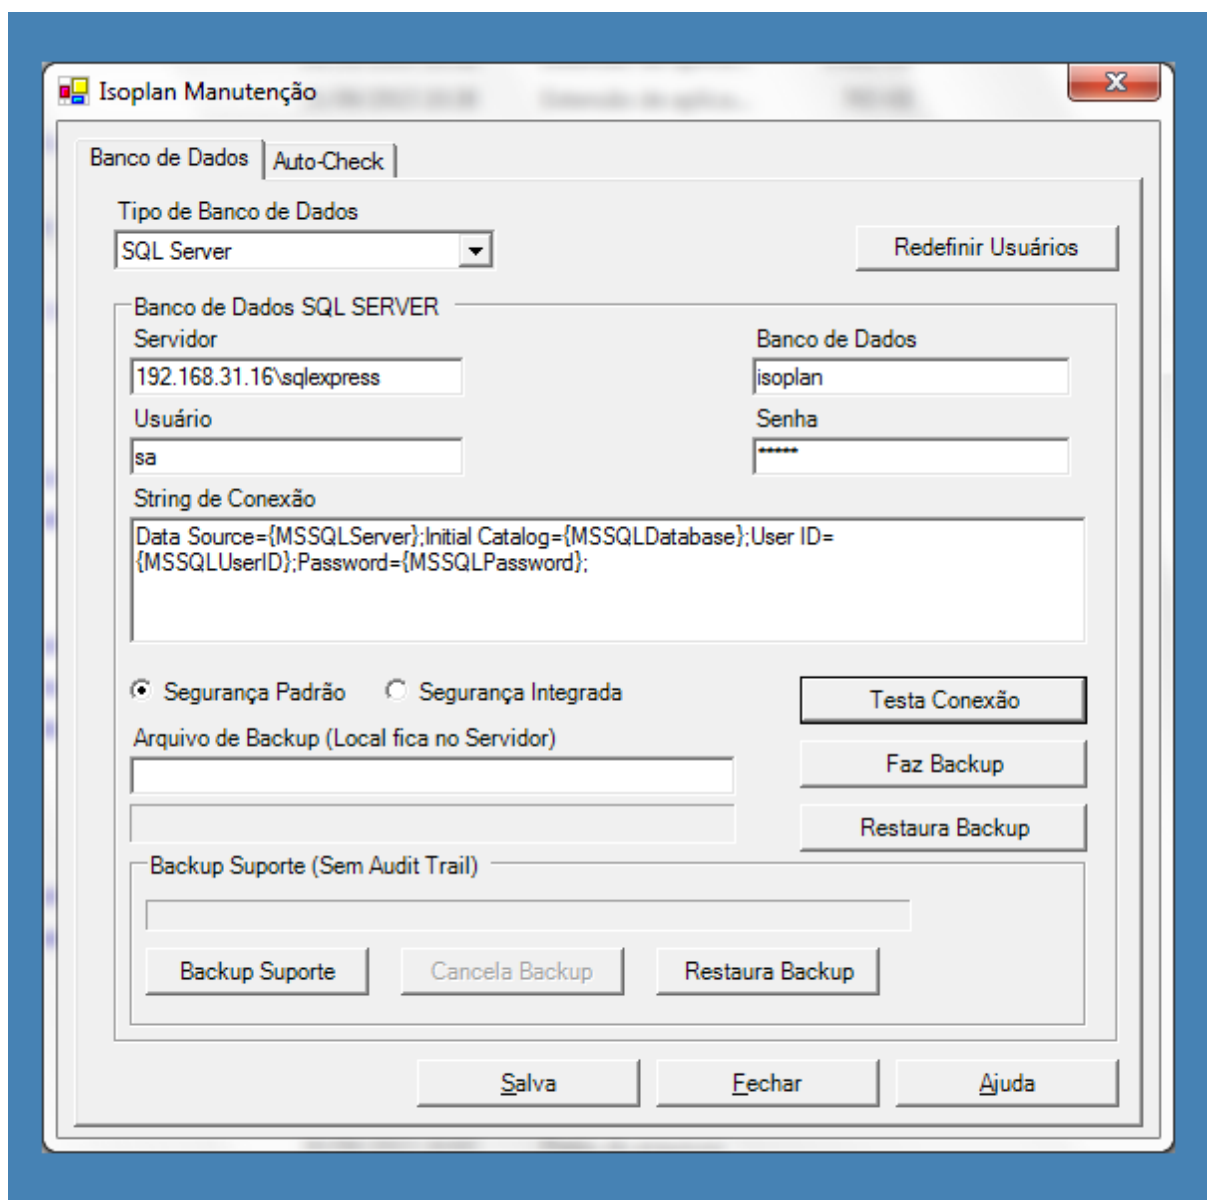 Isoplan Manutenção
Banco de Dados
Auto-Check
Tipo de Banco de Dados
SQL Server
Redefinir Usuários
Banco de Dados SQL SERVER
Servidor
Banco de Dados
192.168.31.16\sqlexpress
isoplan
Usuário
Senha
sa
*****
String de Conexão
Data Source={MSSQLServer};Initial Catalog={MSSQLDatabase};User ID=
{MSSQLUserID};Password={MSSQLPassword};
Segurança Padrão
Segurança Integrada
Testa Conexão
Arquivo de Backup (Local fica no Servidor)
Faz Backup
Restaura Backup
Backup Suporte (Sem Audit Trail)
Backup Suporte
Cancela Backup
Restaura Backup
Salva
Fechar
Ajuda